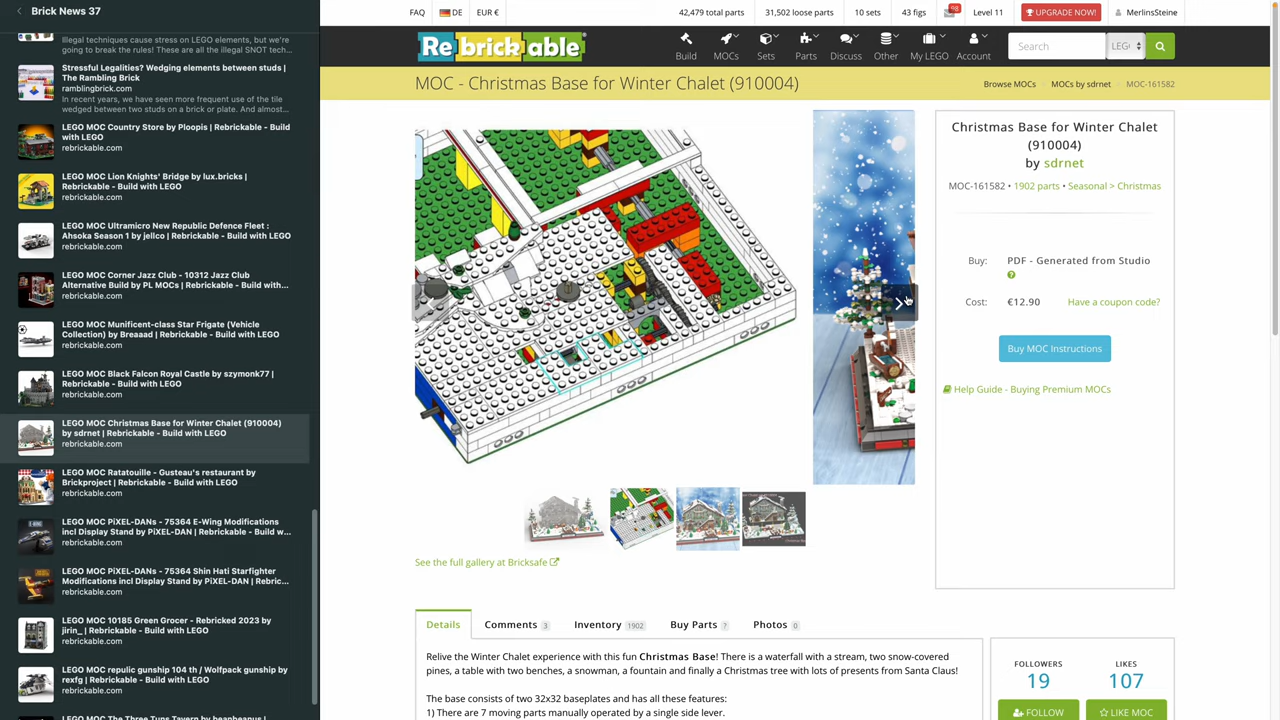 Brick News 37
Illegal techniques cause stress on LEGO elements, but we're
going to break the rules! These are all the illegal SNOT tech...
Stressful Legalities? Wedging elements between studs |
The Rambling Brick
ramblingbrick.com
In recent years, we have seen more frequent use of the tile
wedged between two studs on a brick or plate. And almost...
LEGO MOC Country Store by Ploopis | Rebrickable - Build
with LEGO
rebrickable.com
LEGO MOC Lion Knights' Bridge by lux.bricks |
Rebrickable - Build with LEGO
rebrickable.com
LEGO MOC Ultramicro New Republic Defence Fleet :
Ahsoka Season 1 by jellco | Rebrickable - Build with LEGO
rebrickable.com
LEGO MOC Corner Jazz Club - 10312 Jazz Club
Alternative Build by PL MOCs | Rebrickable - Build with...
rebrickable.com
LEGO MOC Munificent-class Star Frigate (Vehicle
Collection) by Breaaad | Rebrickable - Build with LEGO
rebrickable.com
LEGO MOC Black Falcon Royal Castle by szymonk77 |
Rebrickable - Build with LEGO
rebrickable.com
LEGO MOC Christmas Base for Winter Chalet (910004)
by sdrnet | Rebrickable - Build with LEGO
rebrickable.com
LEGO MOC Ratatouille - Gusteau's restaurant by
Brickproject | Rebrickable - Build with LEGO
rebrickable.com
LEGO MOC PiXEL-DANs - 75364 E-Wing Modifications
incl Display Stand by PiXEL-DAN | Rebrickable - Build w...
rebrickable.com
LEGO MOC PiXEL-DANs - 75364 Shin Hati Starfighter
Modifications incl Display Stand by PiXEL-DAN | Rebric...
rebrickable.com
LEGO MOC 10185 Green Grocer - Rebricked 2023 by
jirin_ | Rebrickable - Build with LEGO
rebrickable.com
LEGO MOC repulic gunship 104 th / Wolfpack gunship by
rexfg | Rebrickable - Build with LEGO
rebrickable.com
LEGO MOC The Three Tuns Tavern by beanbeanus |
FAQ DE EUR € 42,479 total parts 31,502 loose parts 10 sets 43 figs Level 11 UPGRADE NOW! MerlinsSteine
Rebrickable Build MOCs Sets Parts Discuss Other My LEGO Account Search LEG
MOC - Christmas Base for Winter Chalet (910004)
Browse MOCs MOCs by sdrnet MOC-161582
Christmas Base for Winter Chalet
(910004)
by sdrnet
MOC-161582 • 1902 parts • Seasonal > Christmas
Buy: PDF - Generated from Studio
Cost: €12.90 Have a coupon code?
Buy MOC Instructions
Help Guide - Buying Premium MOCs
See the full gallery at Bricksafe
Details Comments 3 Inventory 1902 Buy Parts ? Photos 0
Relive the Winter Chalet experience with this fun Christmas Base! There is a waterfall with a stream, two snow-covered
pines, a table with two benches, a snowman, a fountain and finally a Christmas tree with lots of presents from Santa Claus!
The base consists of two 32x32 baseplates and has all these features:
1) There are 7 moving parts manually operated by a single side lever.
FOLLOWERS LIKES
19 107
FOLLOW LIKE MOC